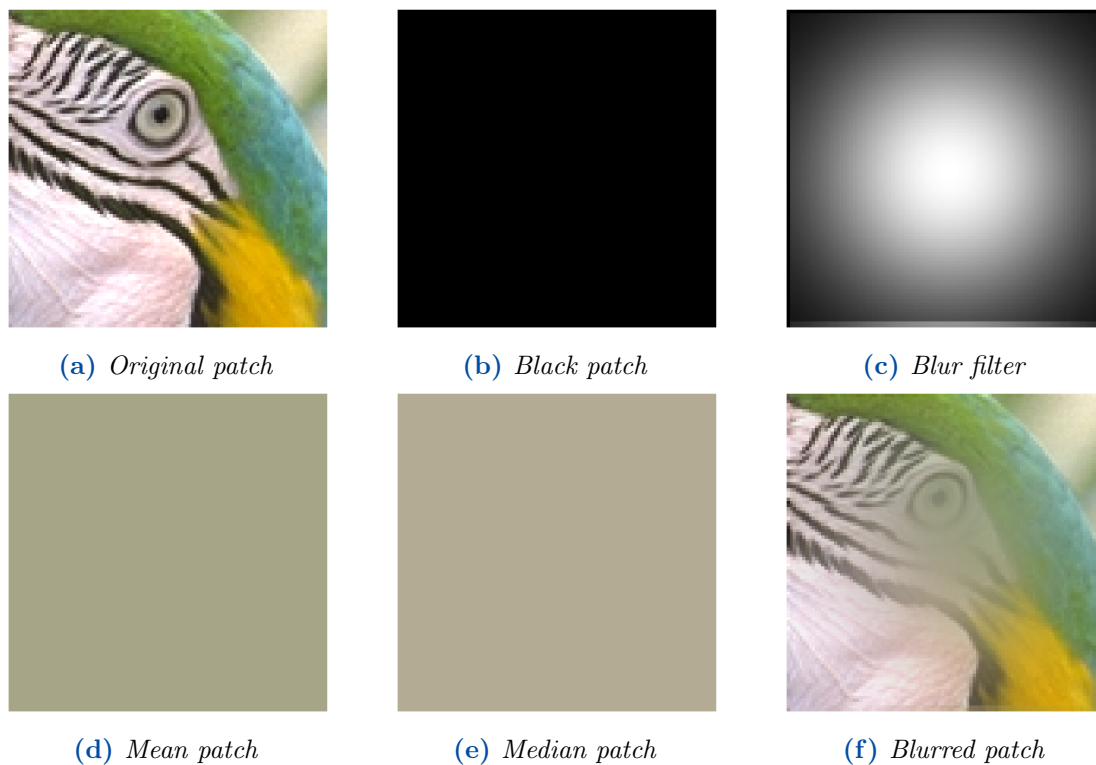 (a) Original patch
(b) Black patch
(c) Blur filter
(d) Mean patch
(e) Median patch
(f) Blurred patch